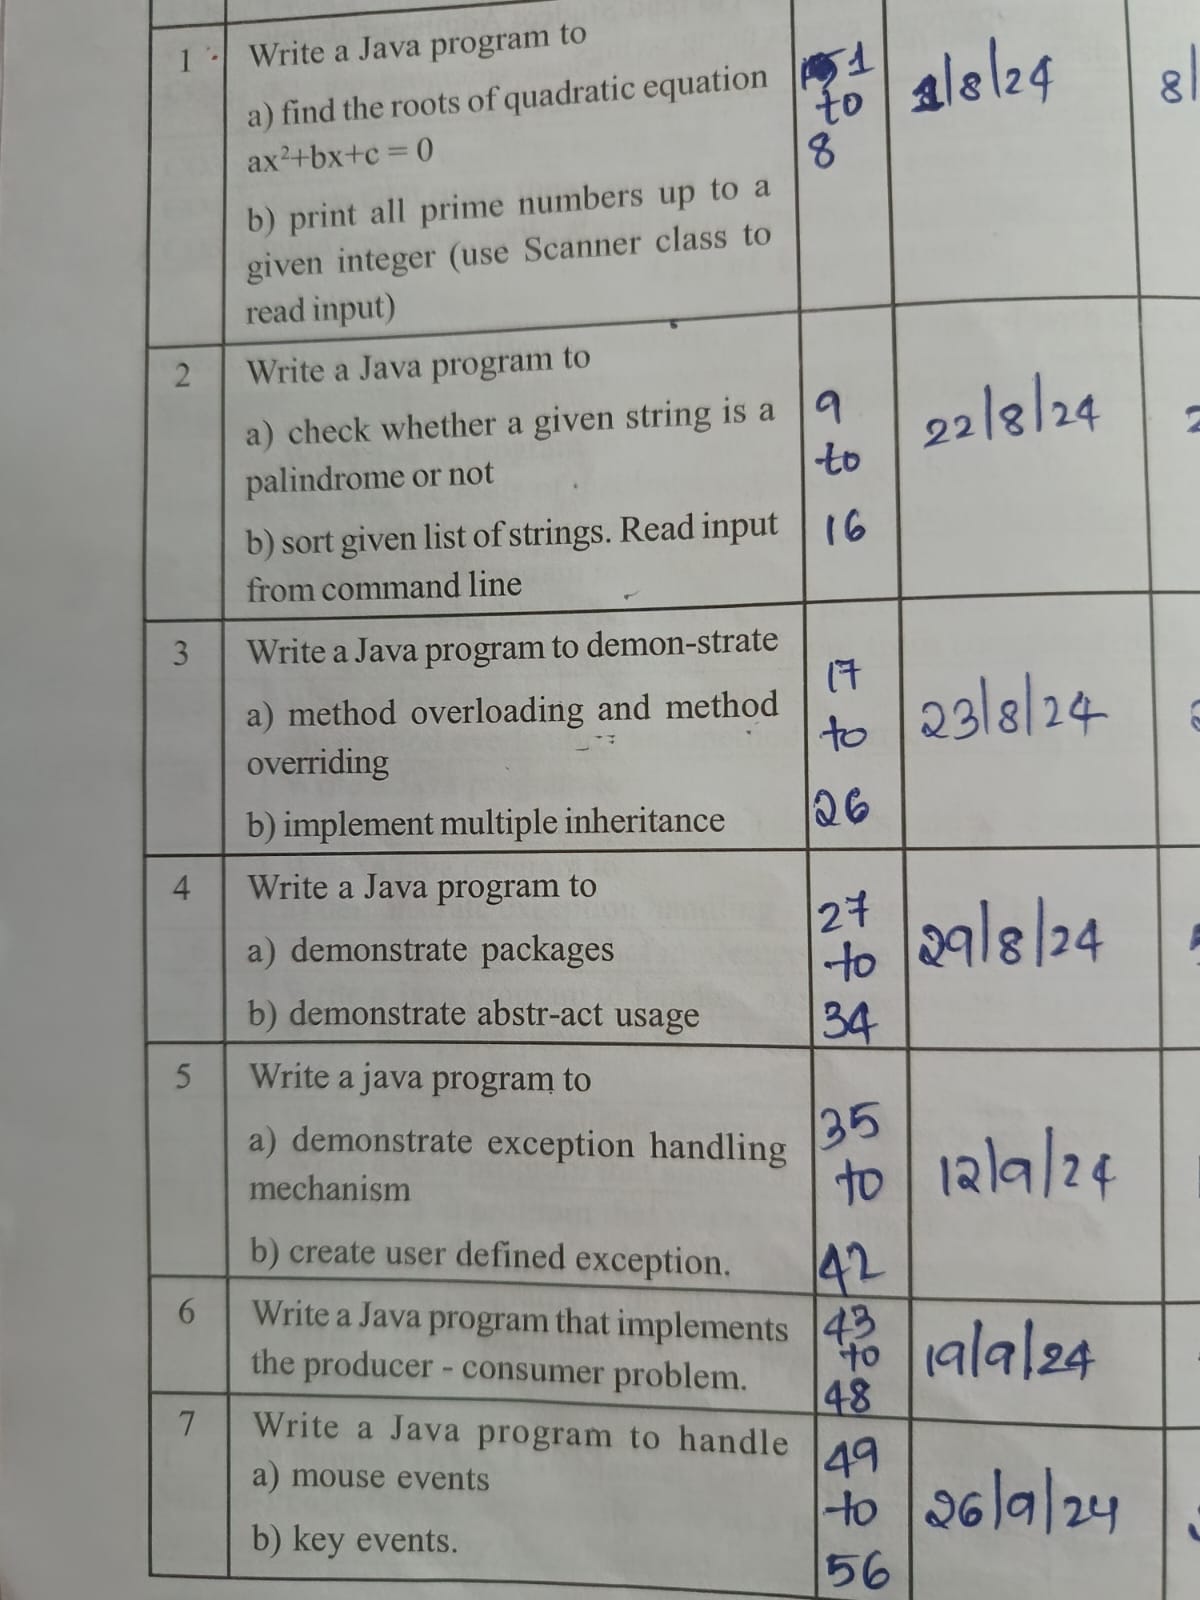 1
Write a Java program to
a) find the roots of quadratic equation
ax²+bx+c = 0
b) print all prime numbers up to a
given integer (use Scanner class to
read input)
1
to
8
1/8/24
8/
2
Write a Java program to
a) check whether a given string is a
palindrome or not
b) sort given list of strings. Read input
from command line
9
to
16
22/8/24
3
Write a Java program to demon-strate
a) method overloading and method
overriding
b) implement multiple inheritance
17
to
26
23/8/24
4
Write a Java program to
a) demonstrate packages
b) demonstrate abstr-act usage
27
to
34
29/8/24
5
Write a java program to
a) demonstrate exception handling
mechanism
b) create user defined exception.
35
to
42
12/9/24
6
Write a Java program that implements
the producer - consumer problem.
43
to
48
19/9/24
7
Write a Java program to handle
a) mouse events
b) key events.
49
to
56
26/9/24